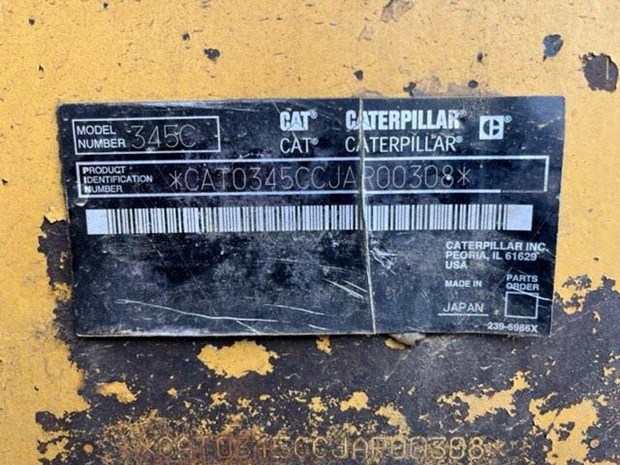 MODEL NUMBER 345C
CAT® CATERPILLAR® C
CAT® CATERPILLAR®
PRODUCT IDENTIFICATION NUMBER *CAT0345CCJAR00308*
CATERPILLAR INC.
PEORIA, IL 61629
USA
MADE IN
JAPAN
PARTS ORDER
239-6986X
*CAT0345CCJAR00308*